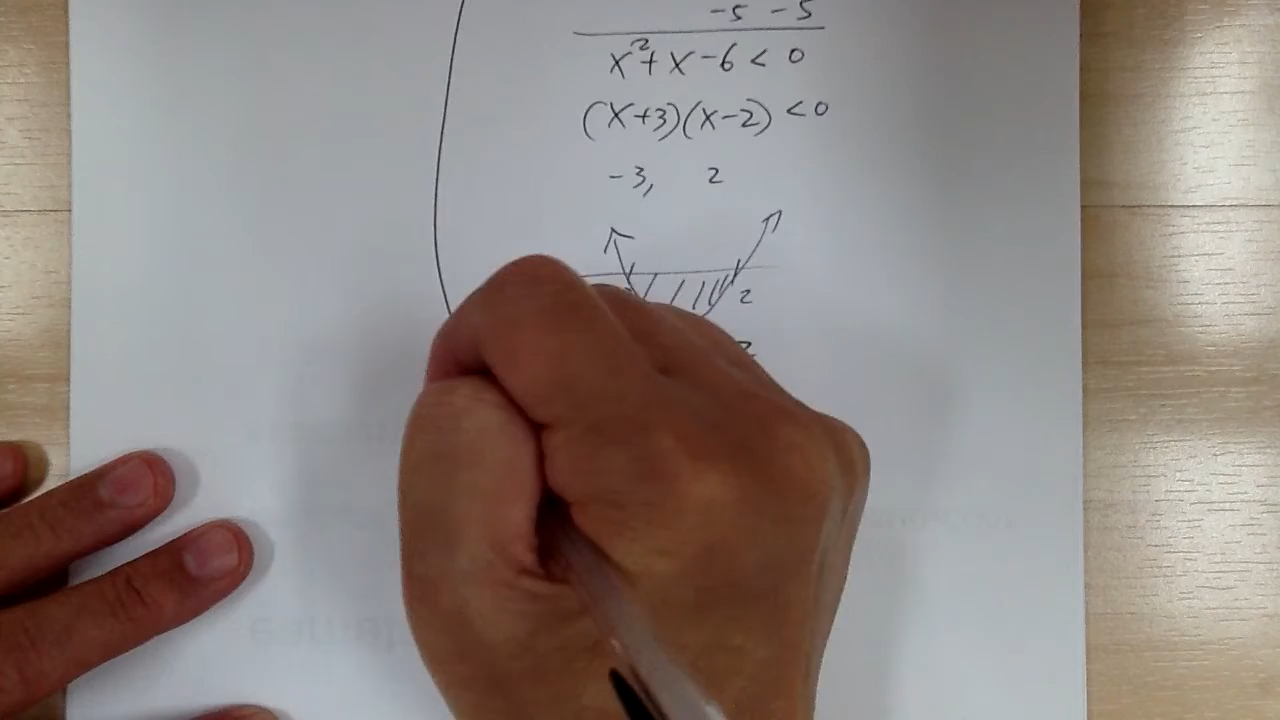 -5 -5
x²+x-6<0
(x+3)(x-2)<0
-3, 2
2